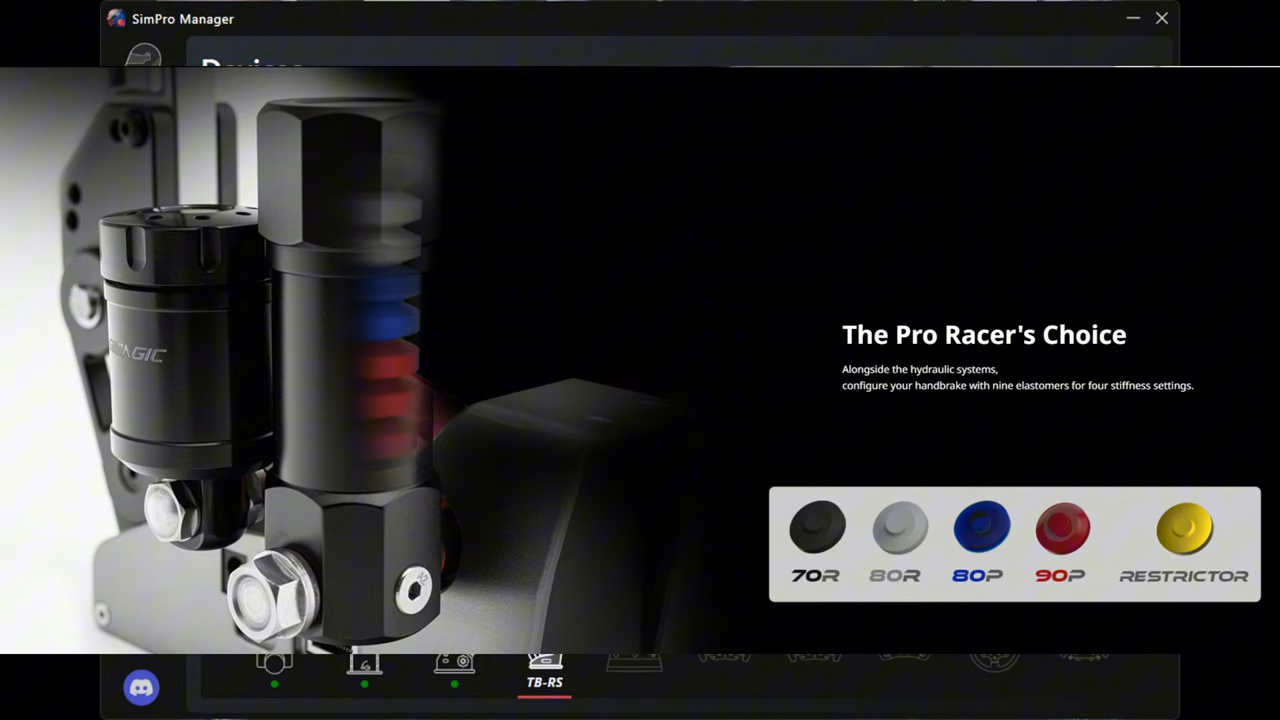 SimPro Manager
The Pro Racer's Choice
Alongside the hydraulic systems,
configure your handbrake with nine elastomers for four stiffness settings.
70R 80R 80P 90P RESTRICTOR
TB-RS